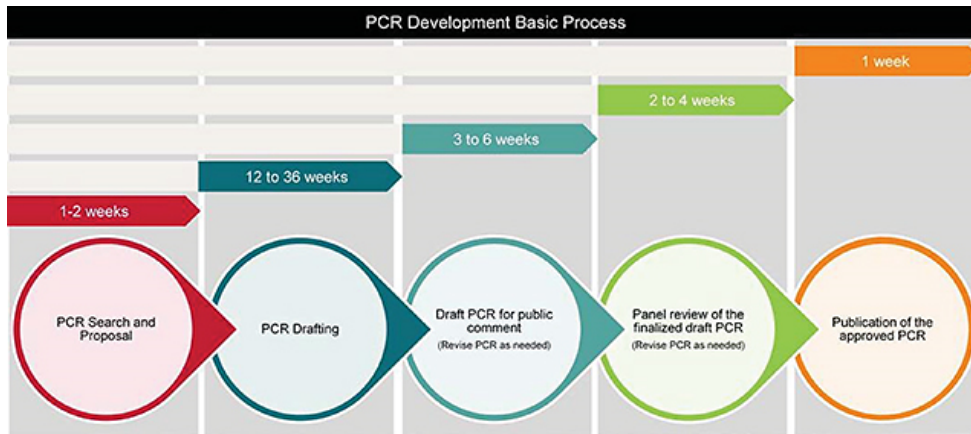 PCR Development Basic Process
1 week
2 to 4 weeks
3 to 6 weeks
12 to 36 weeks
1-2 weeks
PCR Search and
Proposal
PCR Drafting
Draft PCR for public
comment
(Revise PCR as needed)
Panel review of the
finalized draft PCR
(Revise PCR as needed)
Publication of the
approved PCR